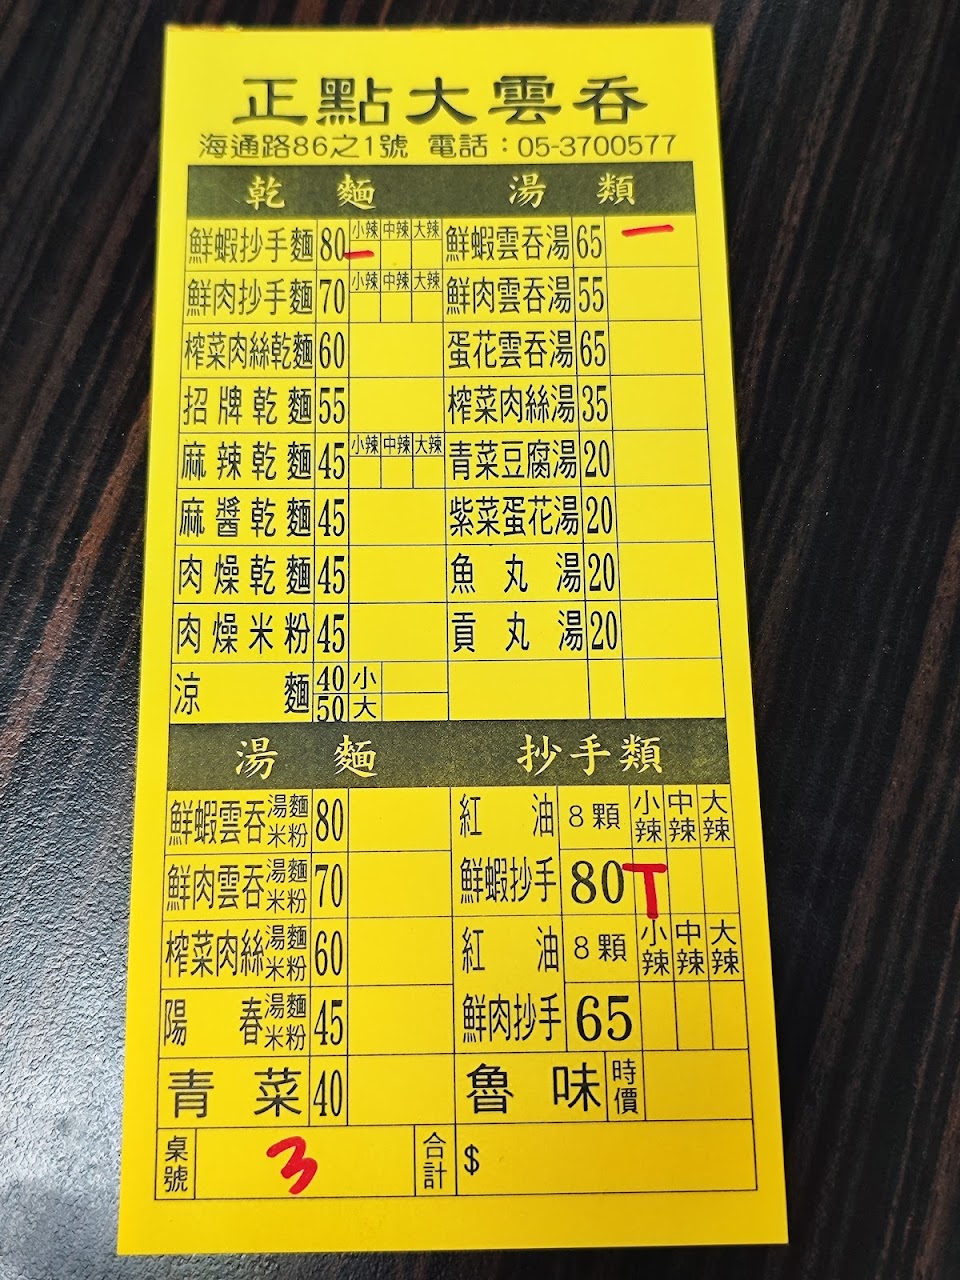 正點大雲吞
海通路86之1號 電話：05-3700577
乾麵 湯類
鮮蝦抄手麵 80 小辣 中辣 大辣 一 鮮蝦雲吞湯 65 一
鮮肉抄手麵 70 小辣 中辣 大辣 鮮肉雲吞湯 55
榨菜肉絲乾麵 60 蛋花雲吞湯 65
招牌乾麵 55 榨菜肉絲湯 35
麻辣乾麵 45 小辣 中辣 大辣 青菜豆腐湯 20
麻醬乾麵 45 紫菜蛋花湯 20
肉燥乾麵 45 魚丸湯 20
肉燥米粉 45 貢丸湯 20
涼麵 40 小
50 大
湯麵 抄手類
鮮蝦雲吞湯麵米粉 80 紅油 8顆 小辣 中辣 大辣
鮮肉雲吞湯麵米粉 70 鮮蝦抄手 80 T
榨菜肉絲湯麵米粉 60 紅油 8顆 小辣 中辣 大辣
陽春湯麵米粉 45 鮮肉抄手 65
青菜 40 魯味 時價
桌號 3 合計 $